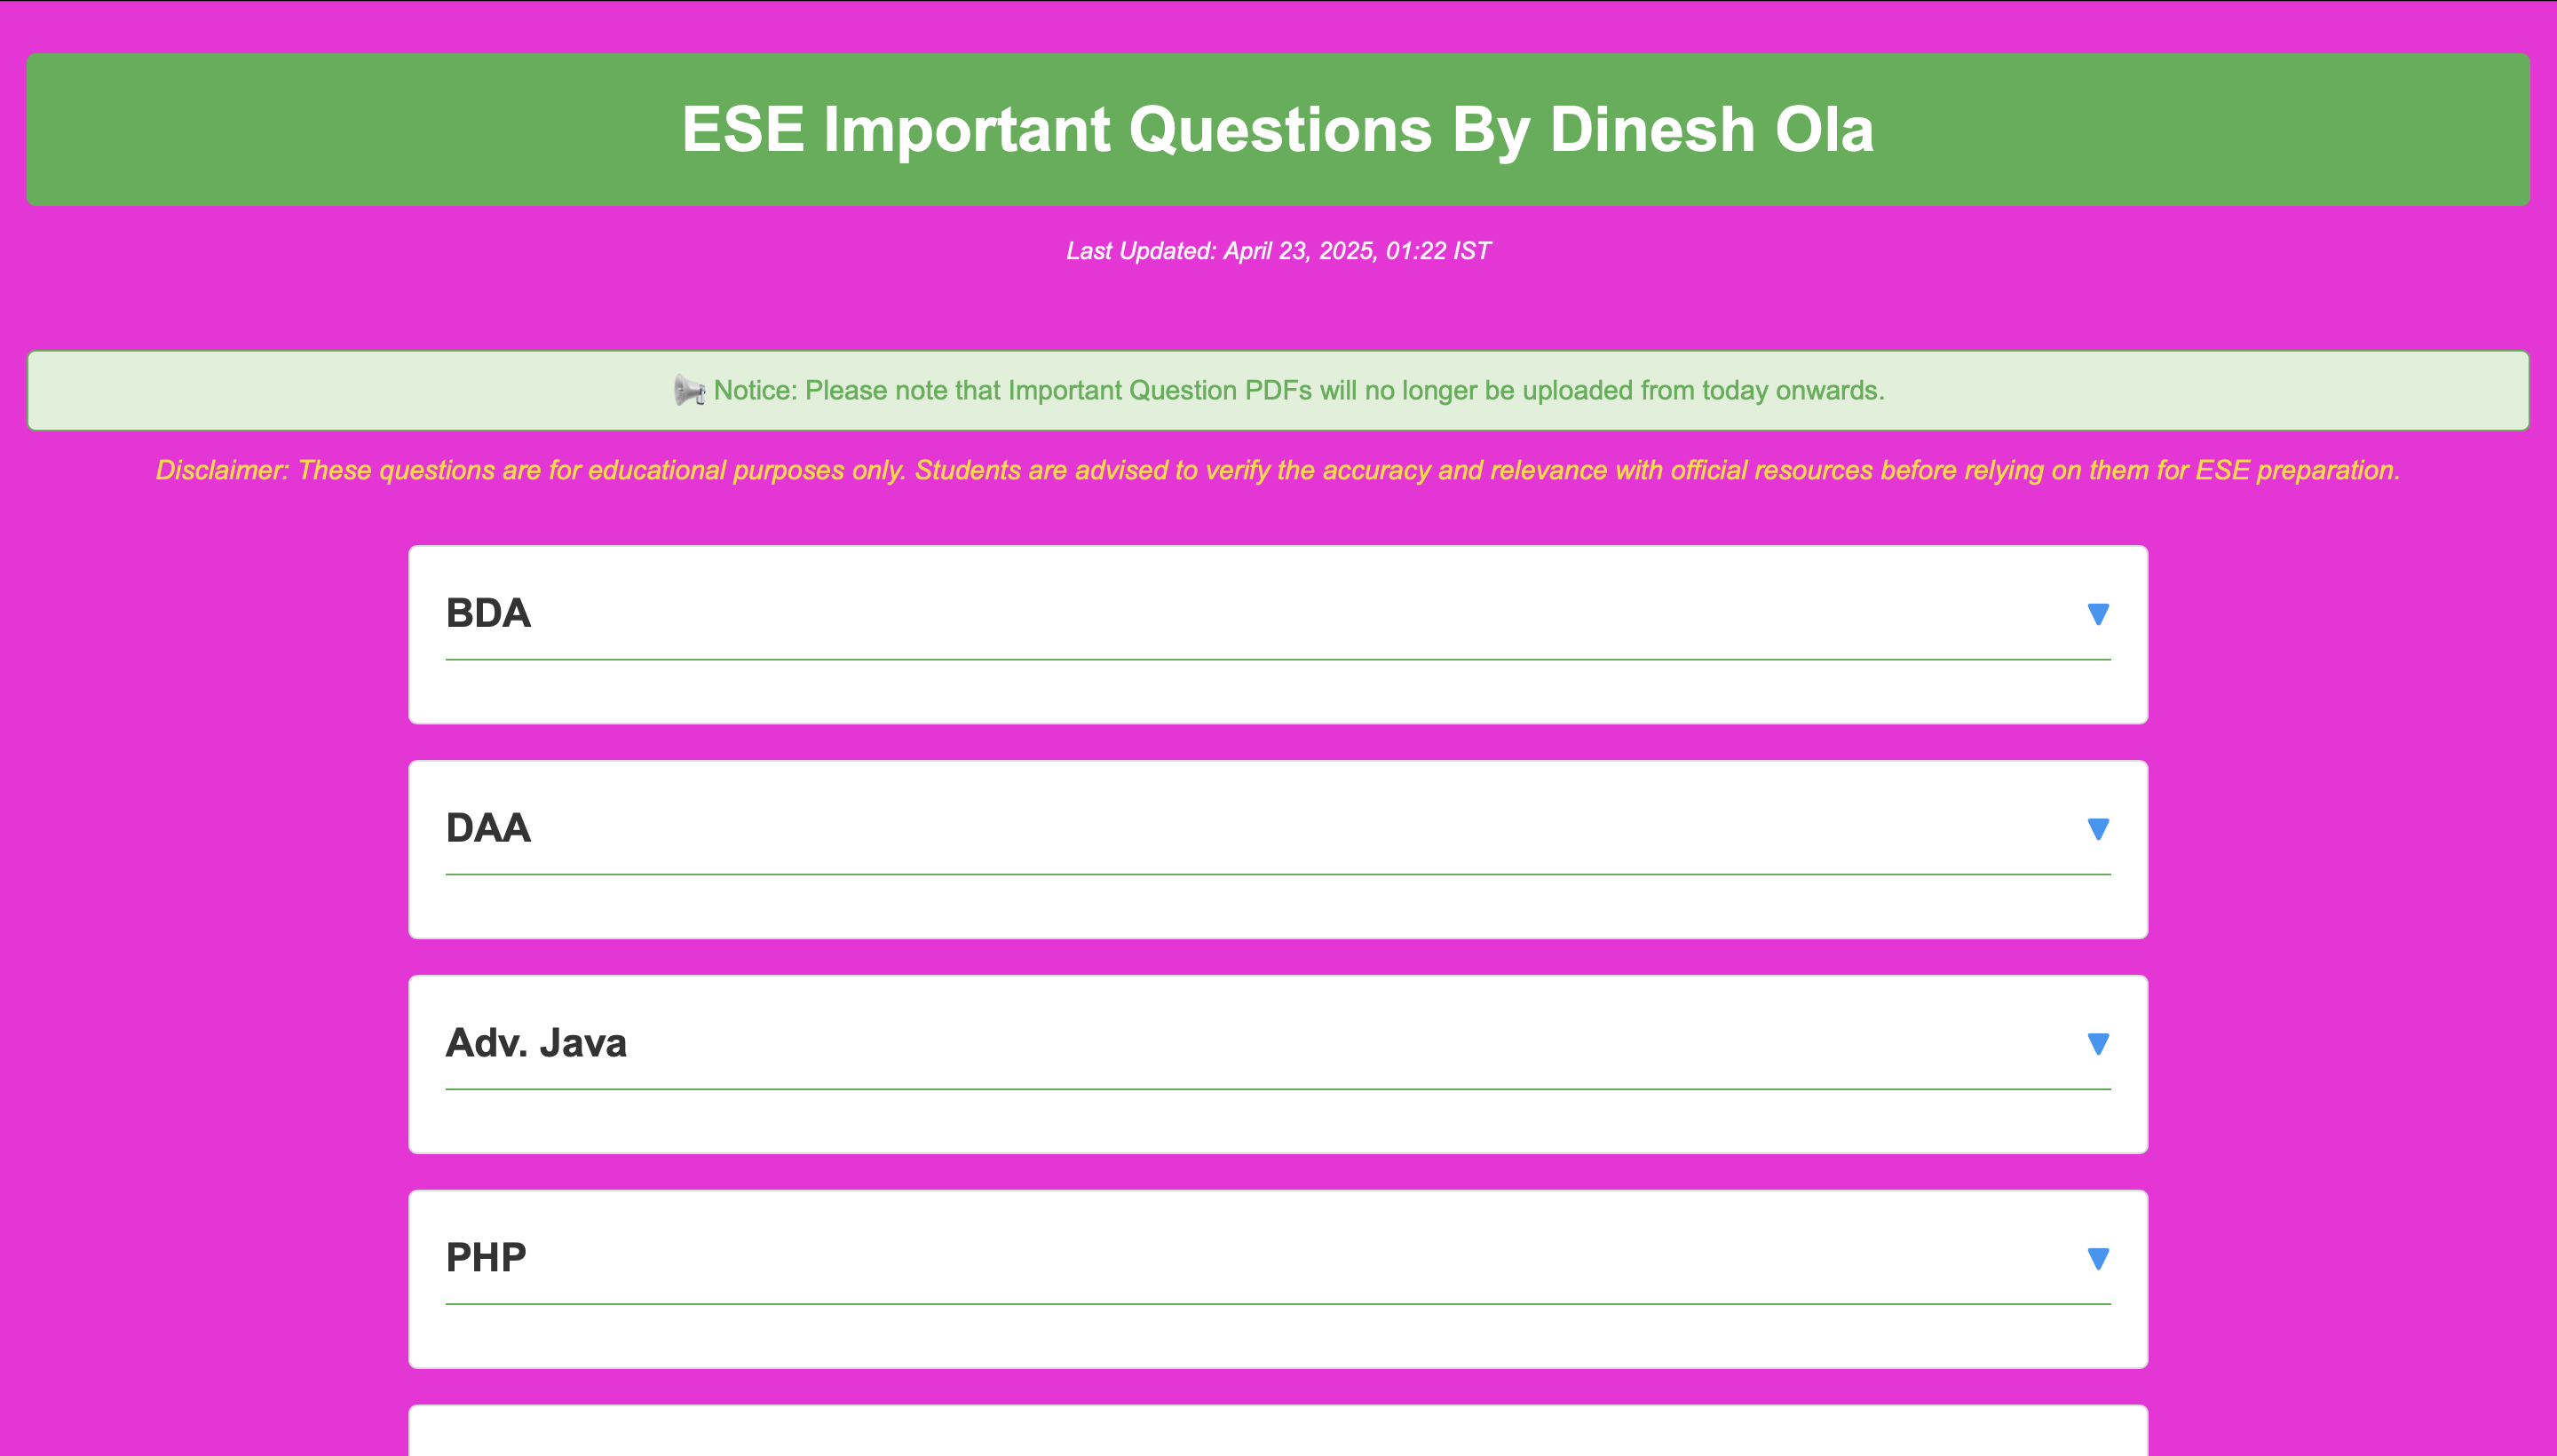 ESE Important Questions By Dinesh Ola
Last Updated: April 23, 2025, 01:22 IST
📢 Notice: Please note that Important Question PDFs will no longer be uploaded from today onwards.
Disclaimer: These questions are for educational purposes only. Students are advised to verify the accuracy and relevance with official resources before relying on them for ESE preparation.
BDA
DAA
Adv. Java
PHP